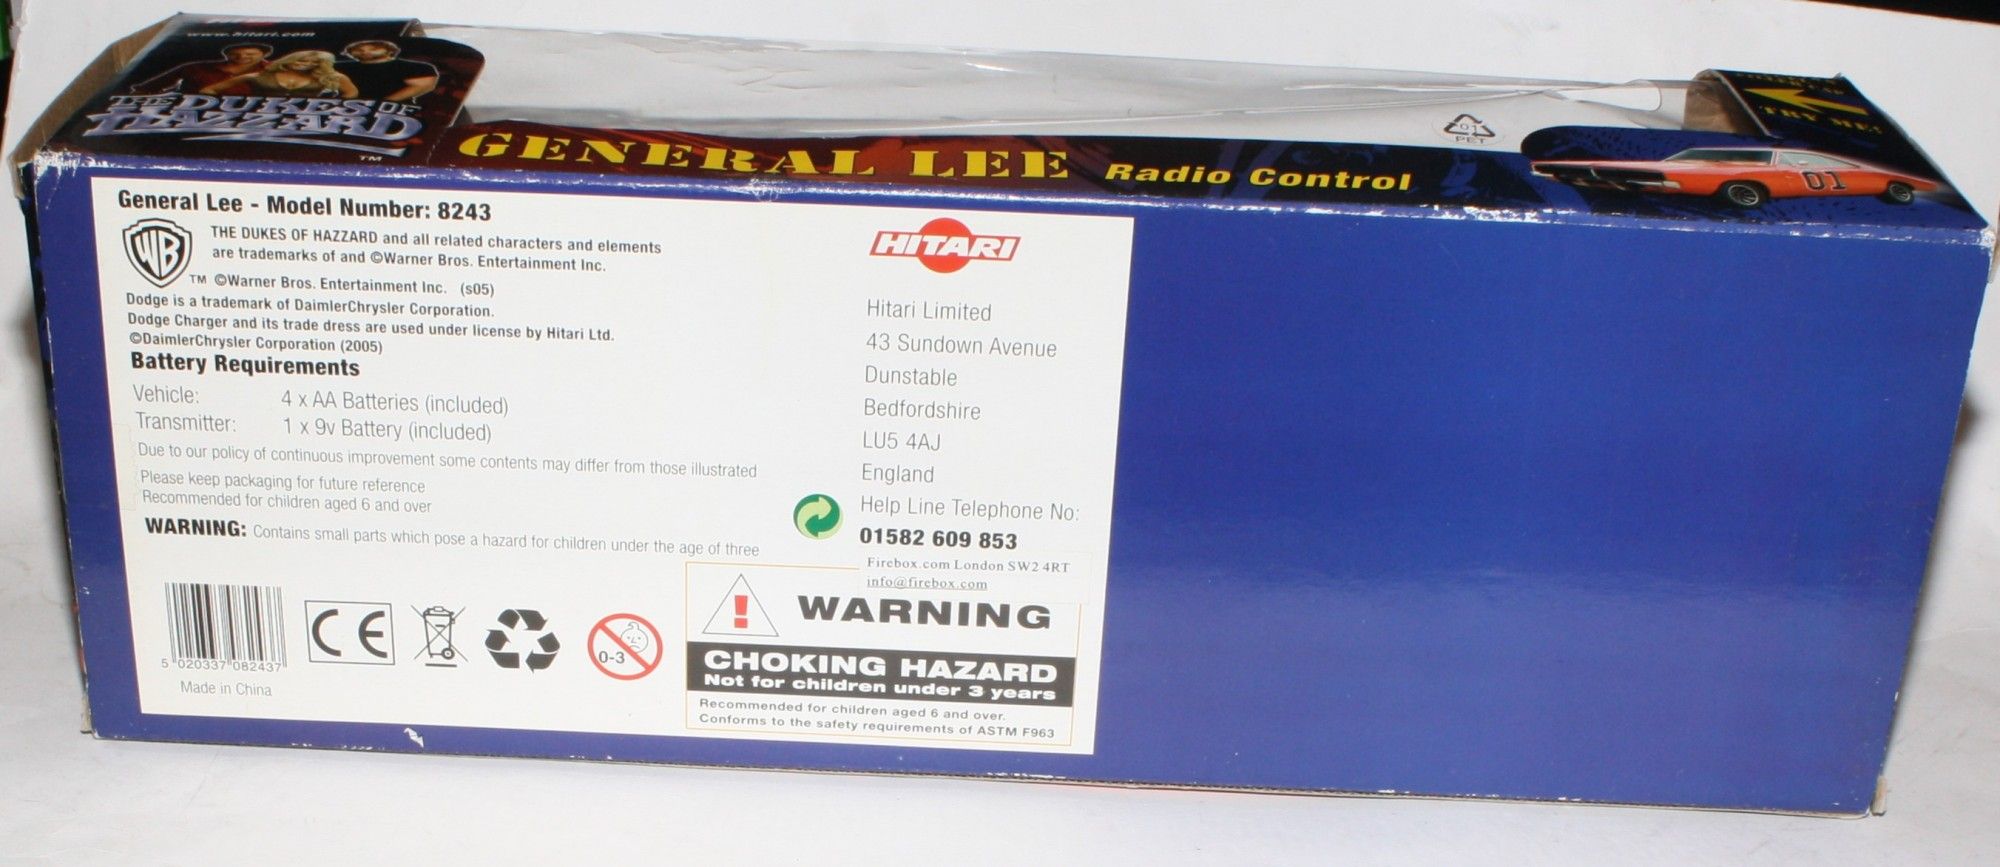 HITARI
www.hitari.com
THE DUKES OF
HAZZARD
TM
GENERAL LEE Radio Control
01
PET
01
TRY ME!
General Lee - Model Number: 8243
WB
THE DUKES OF HAZZARD and all related characters and elements
are trademarks of and ©Warner Bros. Entertainment Inc.
TM ©Warner Bros. Entertainment Inc. (s05)
Dodge is a trademark of DaimlerChrysler Corporation.
Dodge Charger and its trade dress are used under license by Hitari Ltd.
©DaimlerChrysler Corporation (2005)
Battery Requirements
Vehicle: 4 x AA Batteries (included)
Transmitter: 1 x 9v Battery (included)
Due to our policy of continuous improvement some contents may differ from those illustrated
Please keep packaging for future reference
Recommended for children aged 6 and over
WARNING: Contains small parts which pose a hazard for children under the age of three
5 020337 082437
Made in China
CE
0-3
HITARI
Hitari Limited
43 Sundown Avenue
Dunstable
Bedfordshire
LU5 4AJ
England
Help Line Telephone No:
01582 609 853
Firebox.com London SW2 4RT
info@firebox.com
! WARNING
CHOKING HAZARD
Not for children under 3 years
Recommended for children aged 6 and over.
Conforms to the safety requirements of ASTM F963